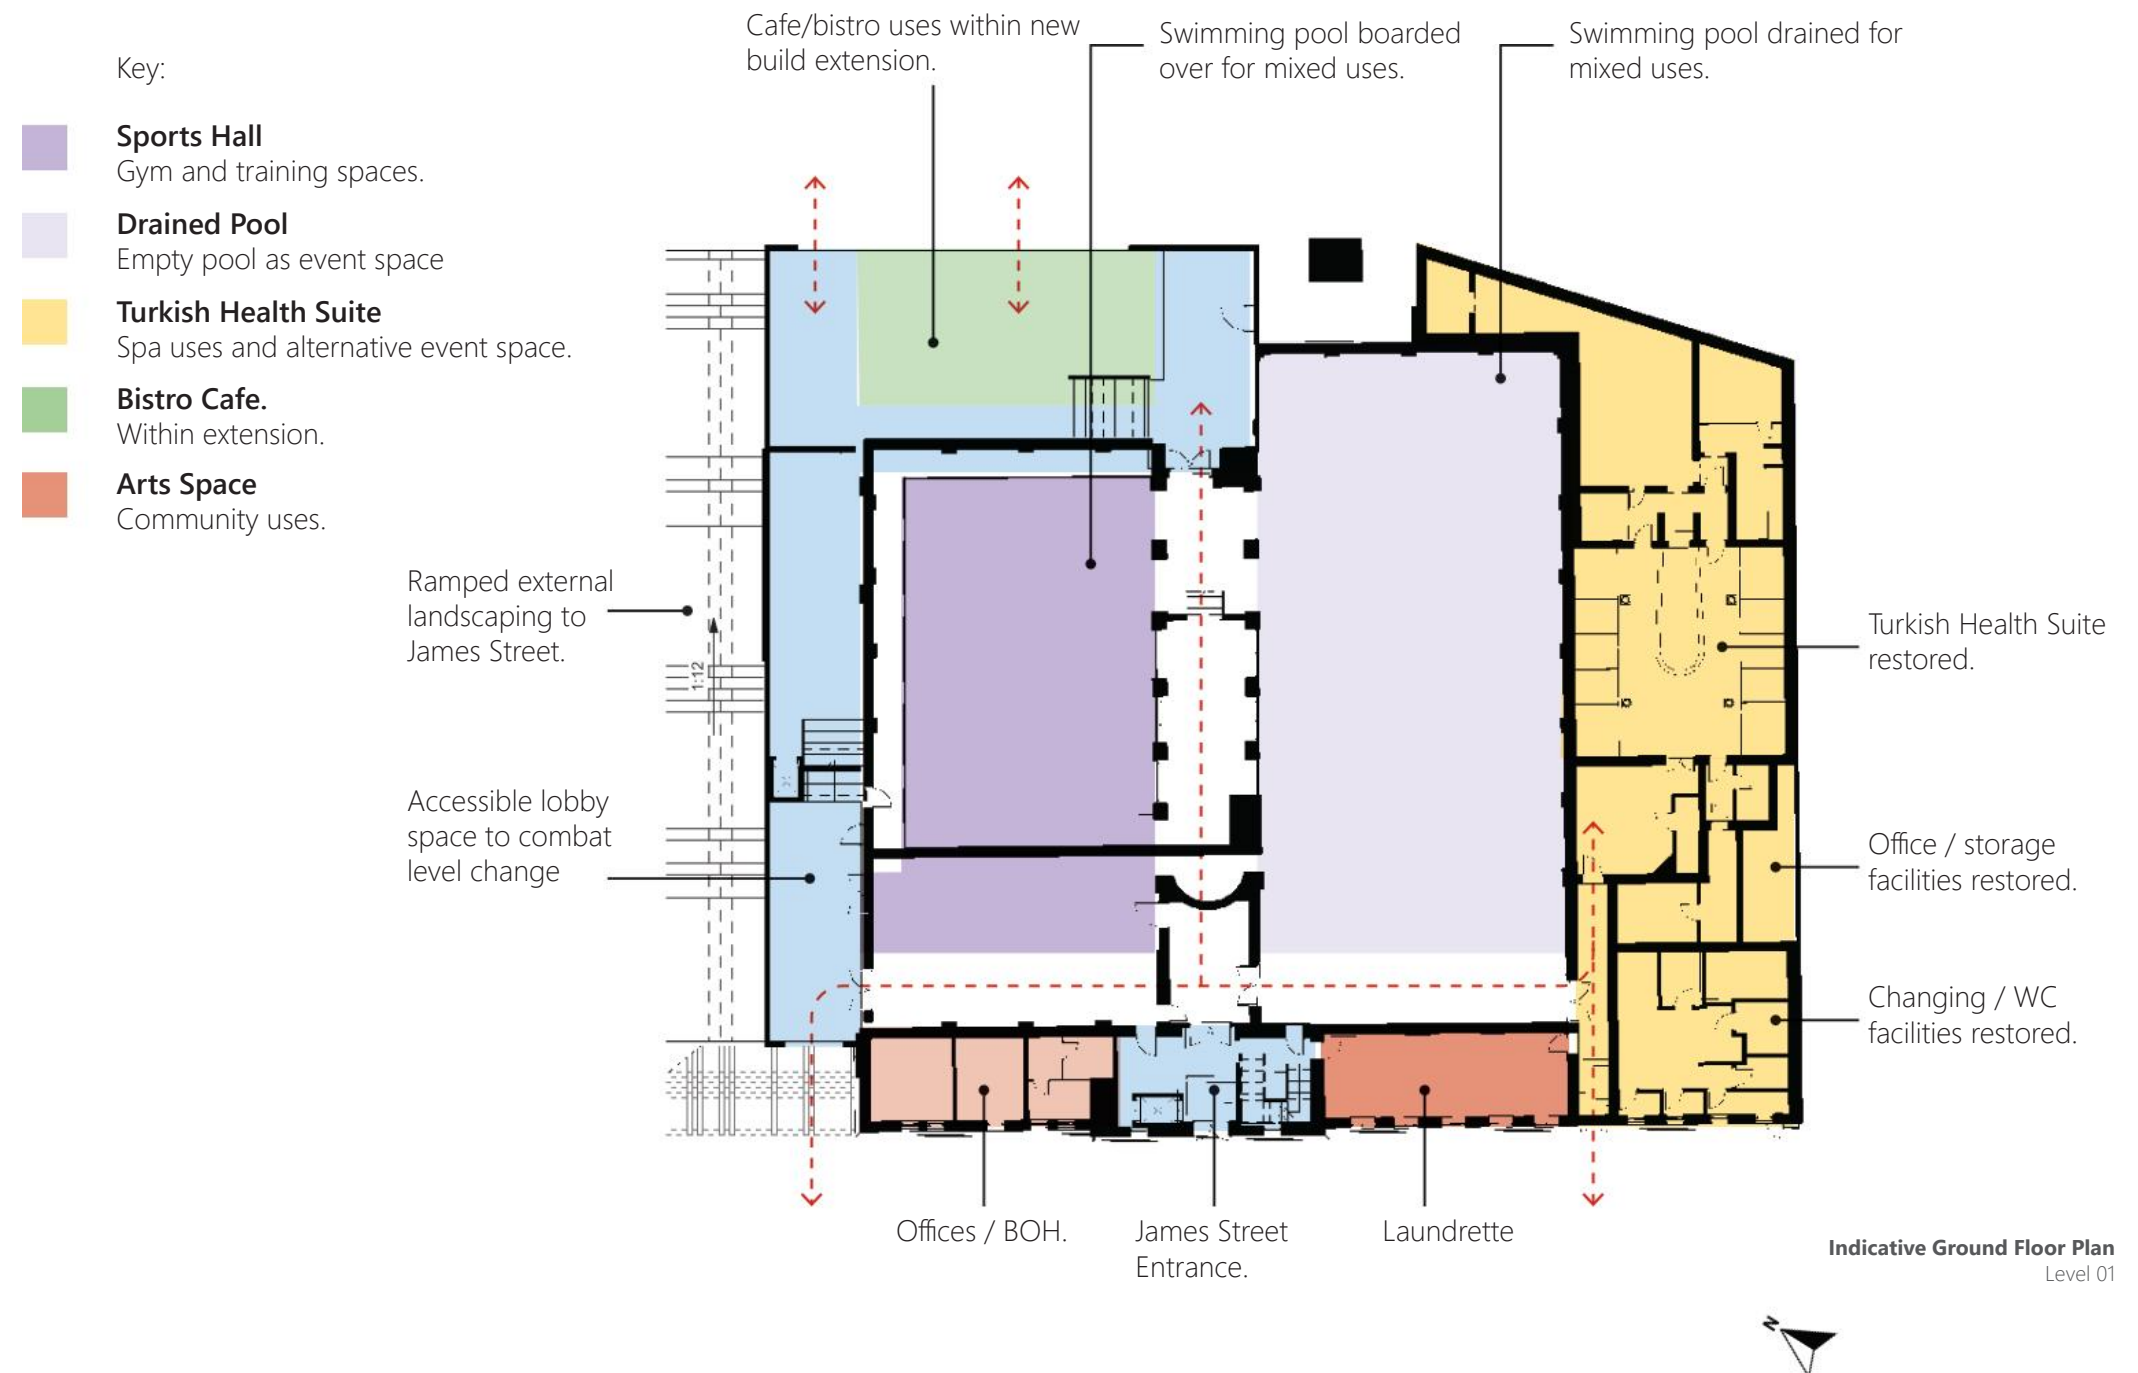 Key:
Sports Hall
Gym and training spaces.
Drained Pool
Empty pool as event space
Turkish Health Suite
Spa uses and alternative event space.
Bistro Cafe.
Within extension.
Arts Space
Community uses.
Cafe/bistro uses within new
build extension.
Swimming pool boarded
over for mixed uses.
Swimming pool drained for
mixed uses.
Ramped external
landscaping to
James Street.
1:12
Accessible lobby
space to combat
level change
Turkish Health Suite
restored.
Office / storage
facilities restored.
Changing / WC
facilities restored.
Offices / BOH.
James Street
Entrance.
Laundrette
Indicative Ground Floor Plan
Level 01
N